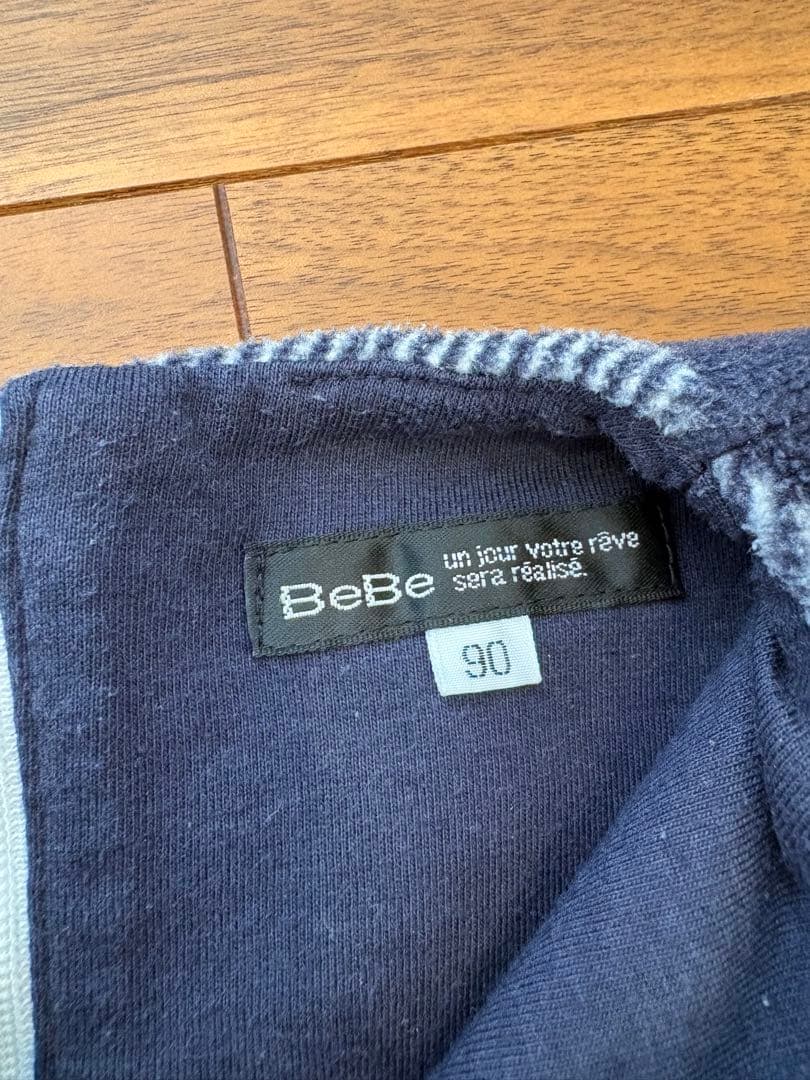 BeBe
un jour votre rêve
sera réalisé.
90